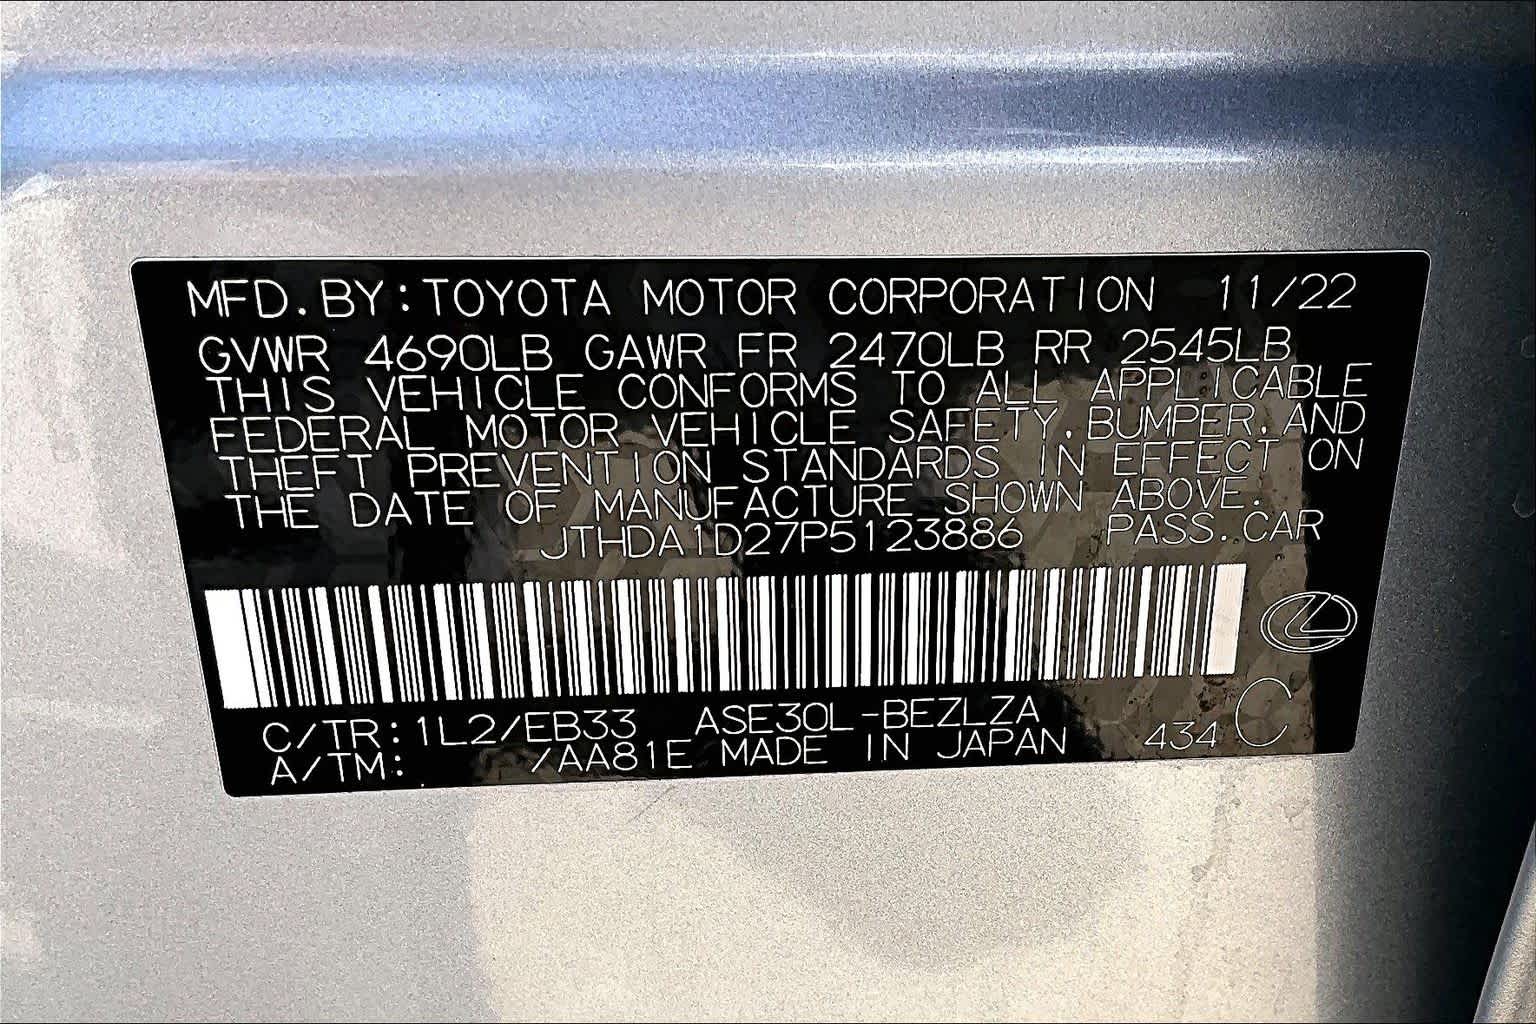 MFD. BY: TOYOTA MOTOR CORPORATION 11/22
GVWR 4690LB GAWR FR 2470LB RR 2545LB
THIS VEHICLE CONFORMS TO ALL APPLICABLE
FEDERAL MOTOR VEHICLE SAFETY, BUMPER, AND
THEFT PREVENTION STANDARDS IN EFFECT ON
THE DATE OF MANUFACTURE SHOWN ABOVE.
JTHDA1D27P5123886 PASS. CAR
C/TR: 1L2/EB33 ASE30L-BEZLZA
A/TM: /AA81E MADE IN JAPAN 434 C